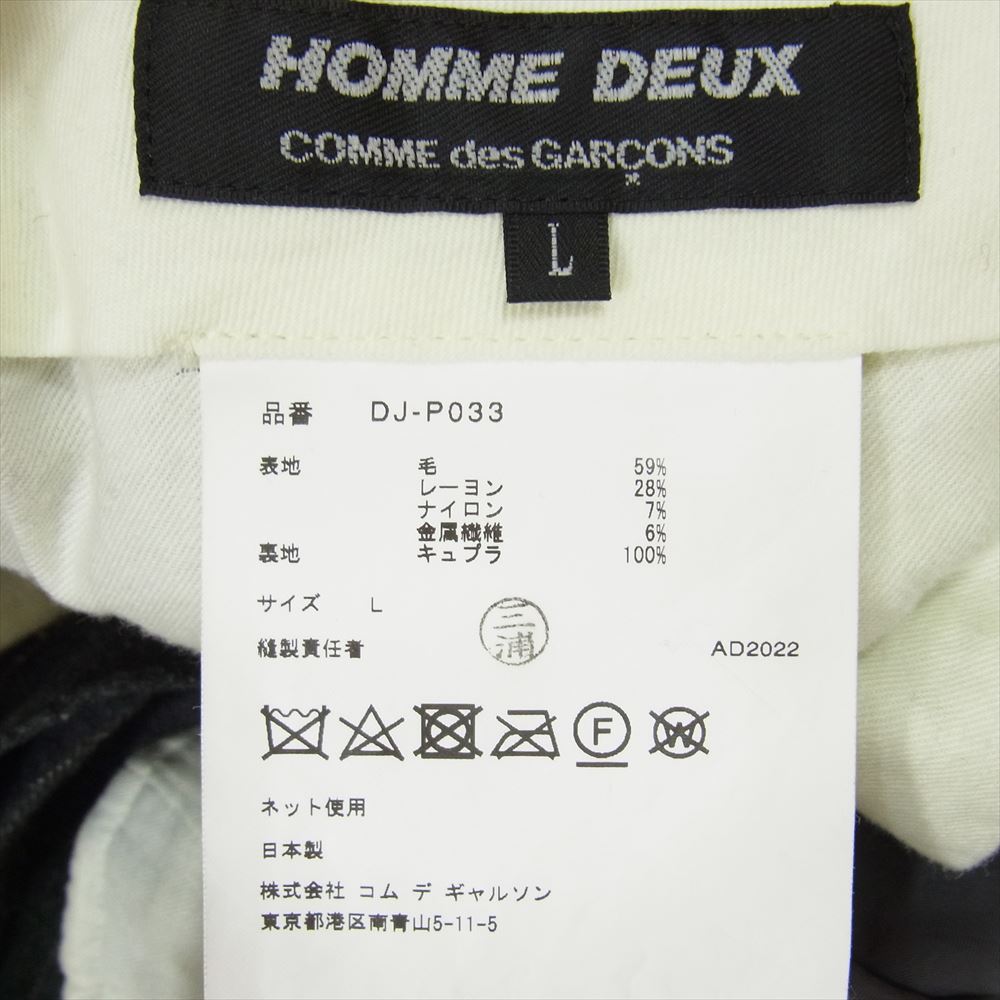 HOMME DEUX
COMME des GARÇONS
L
品番 DJ-P033
表地 毛 59%
レーヨン 28%
ナイロン 7%
金属繊維 6%
裏地 キュプラ 100%
サイズ L
三浦
縫製責任者 AD2022
F W
ネット使用
日本製
株式会社 コム デ ギャルソン
東京都港区南青山5-11-5